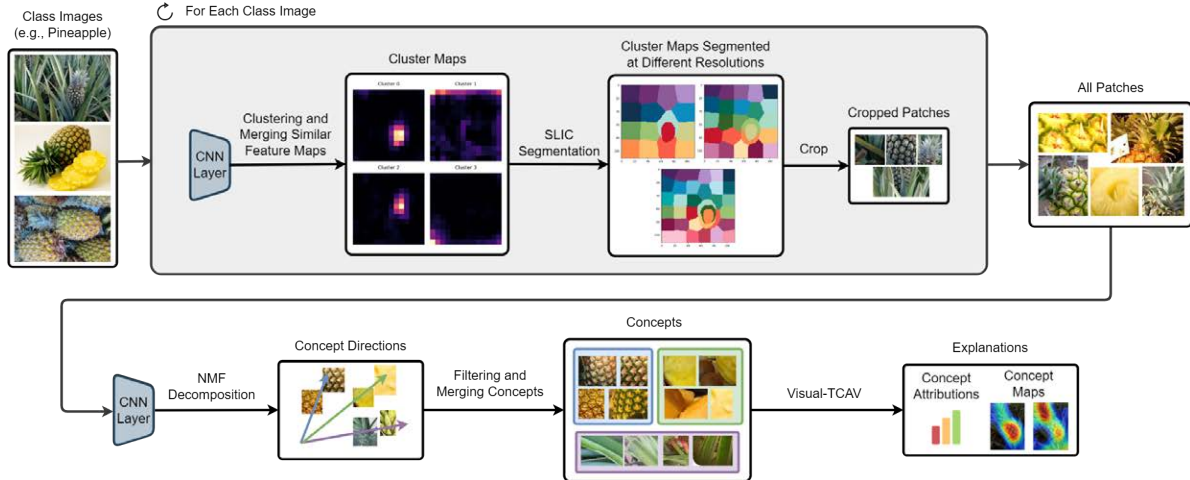 Class Images
(e.g., Pineapple)
For Each Class Image
CNN
Layer
Clustering and
Merging Similar
Feature Maps
Cluster Maps
Cluster 0
Cluster 1
Cluster 2
Cluster 3
SLIC
Segmentation
Cluster Maps Segmented
at Different Resolutions
Crop
Cropped Patches
All Patches
CNN
Layer
NMF
Decomposition
Concept Directions
Filtering and
Merging Concepts
Concepts
Visual-TCAV
Explanations
Concept
Attributions
Concept
Maps